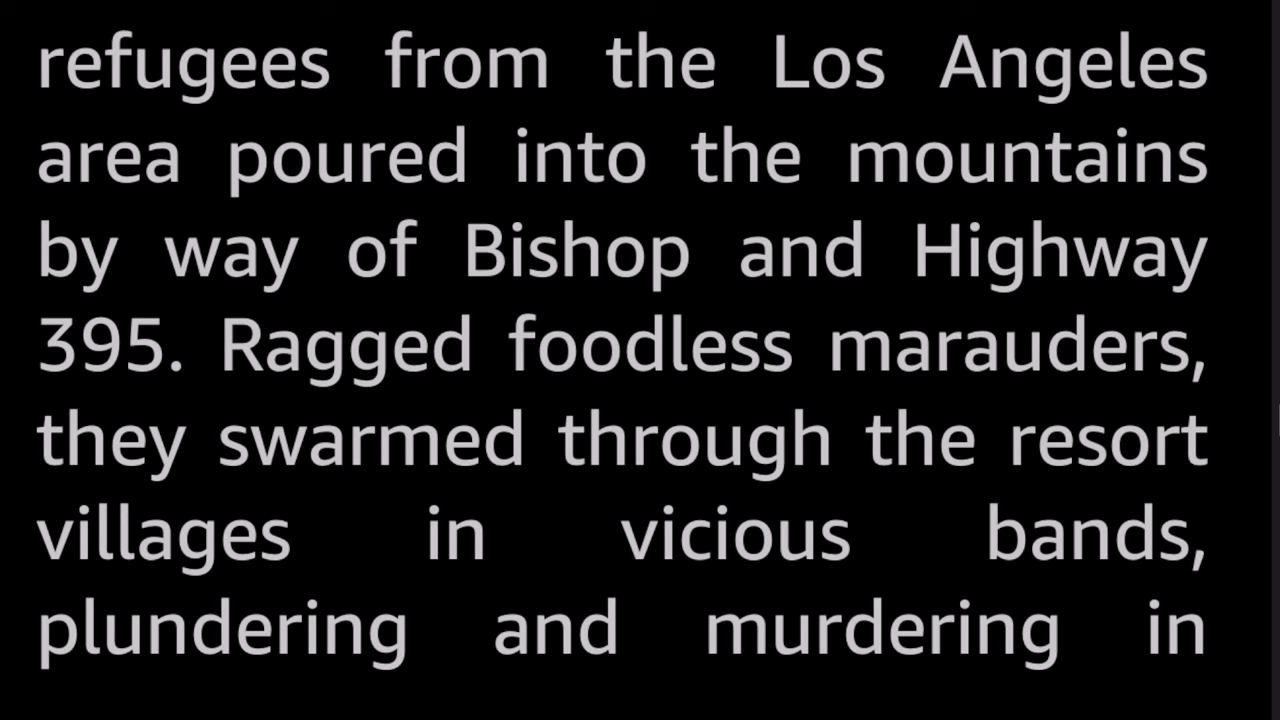 refugees from the Los Angeles
area poured into the mountains
by way of Bishop and Highway
395. Ragged foodless marauders,
they swarmed through the resort
villages in vicious bands,
plundering and murdering in